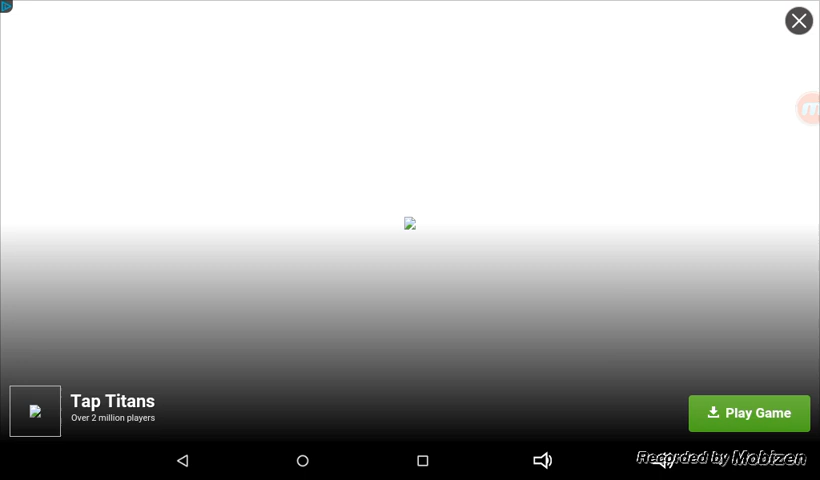 Tap Titans
Over 2 million players
Play Game
Recorded by Mobizen